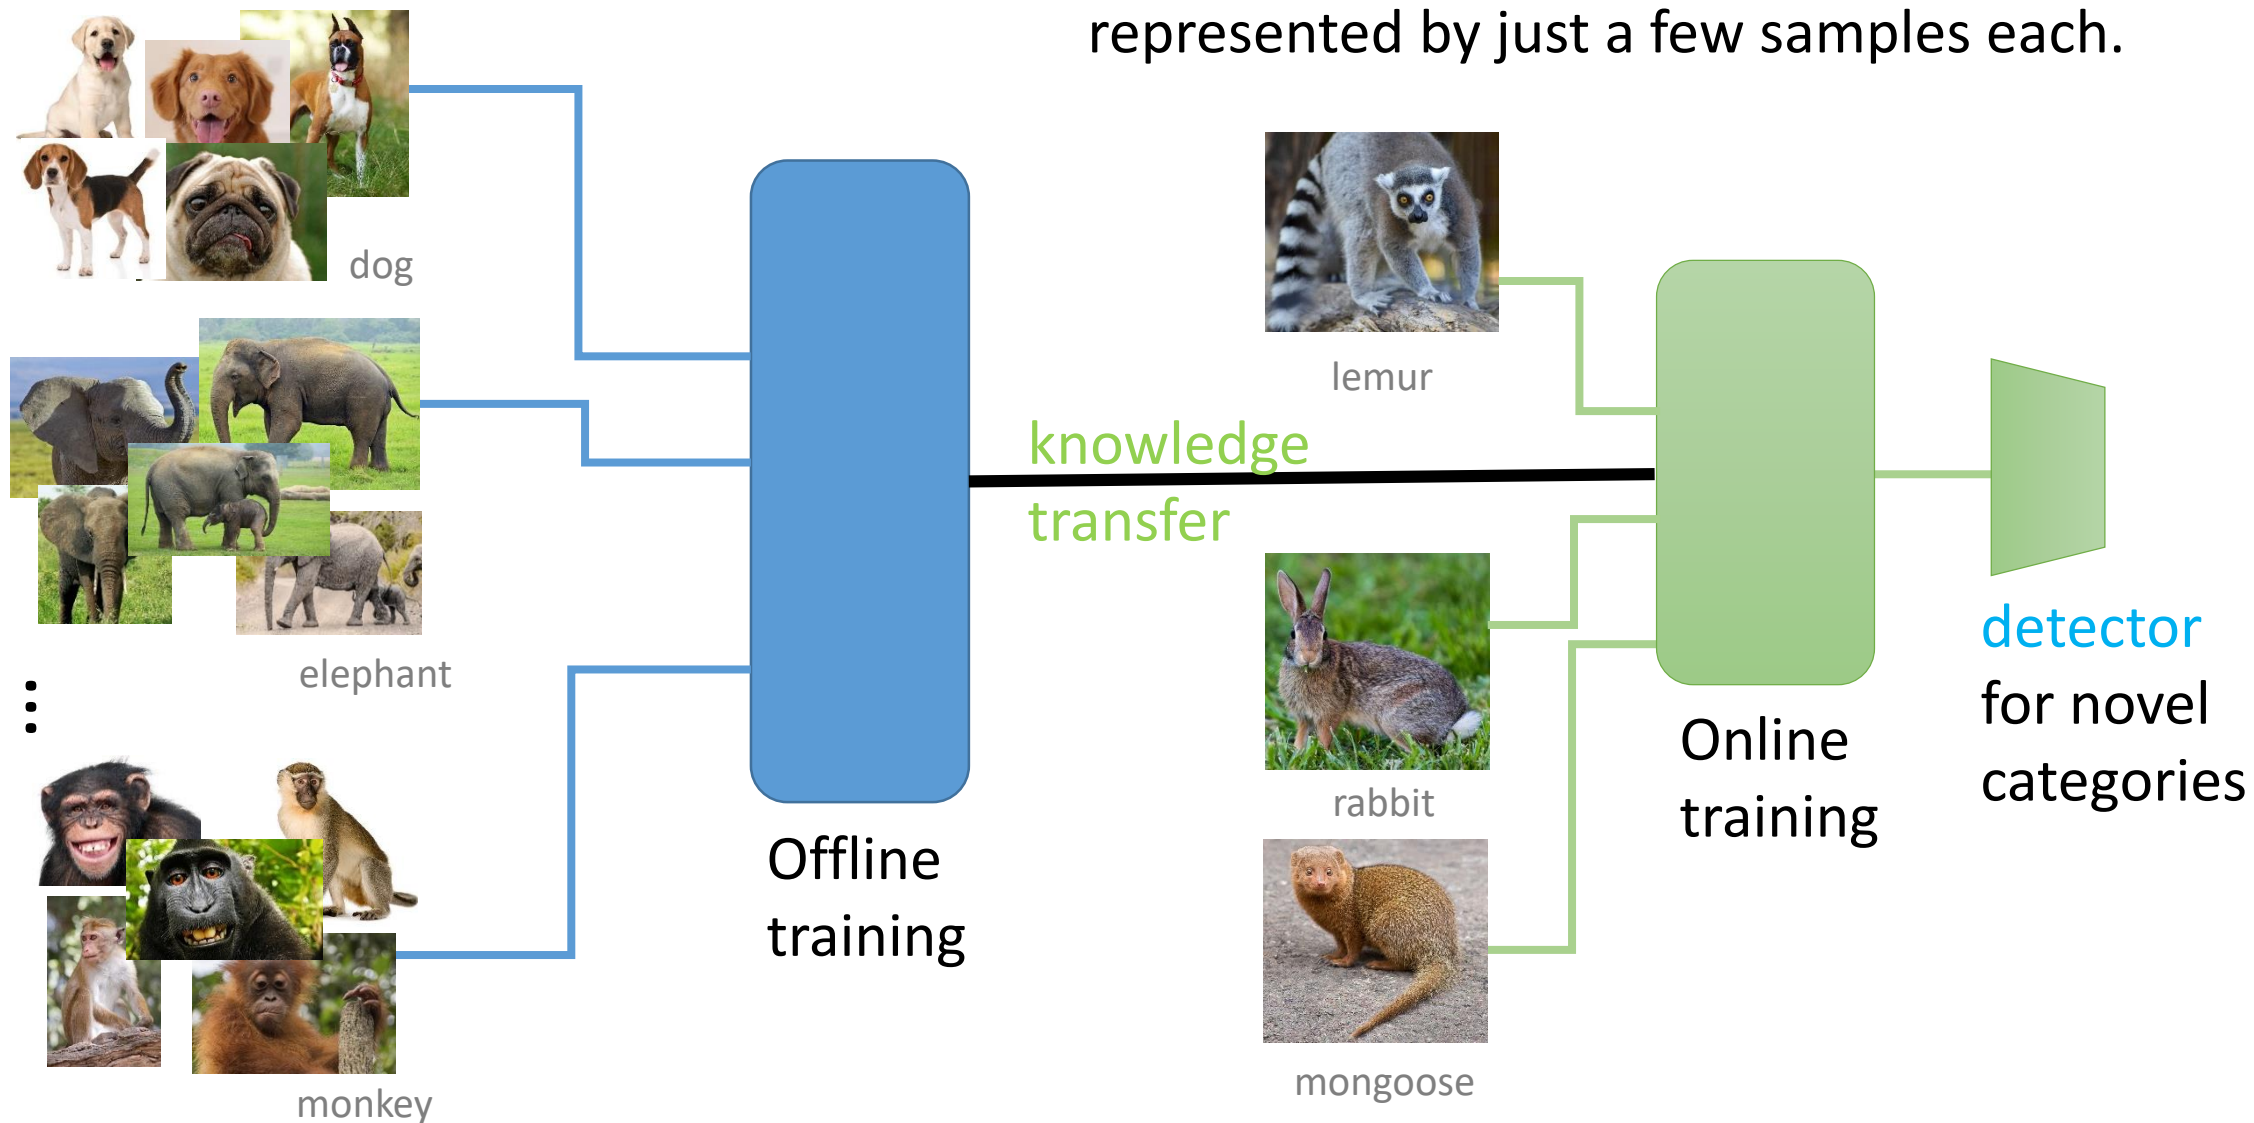 represented by just a few samples each.
dog
lemur
knowledge
transfer
elephant
detector
for novel
categories
Online
training
rabbit
Offline
training
mongoose
monkey